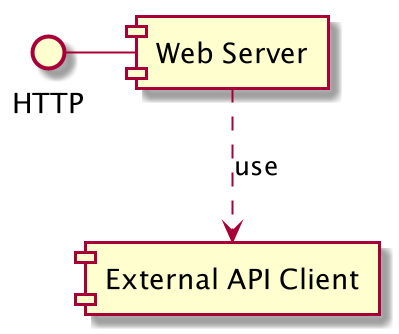 Web Server
HTTP
use
External API Client